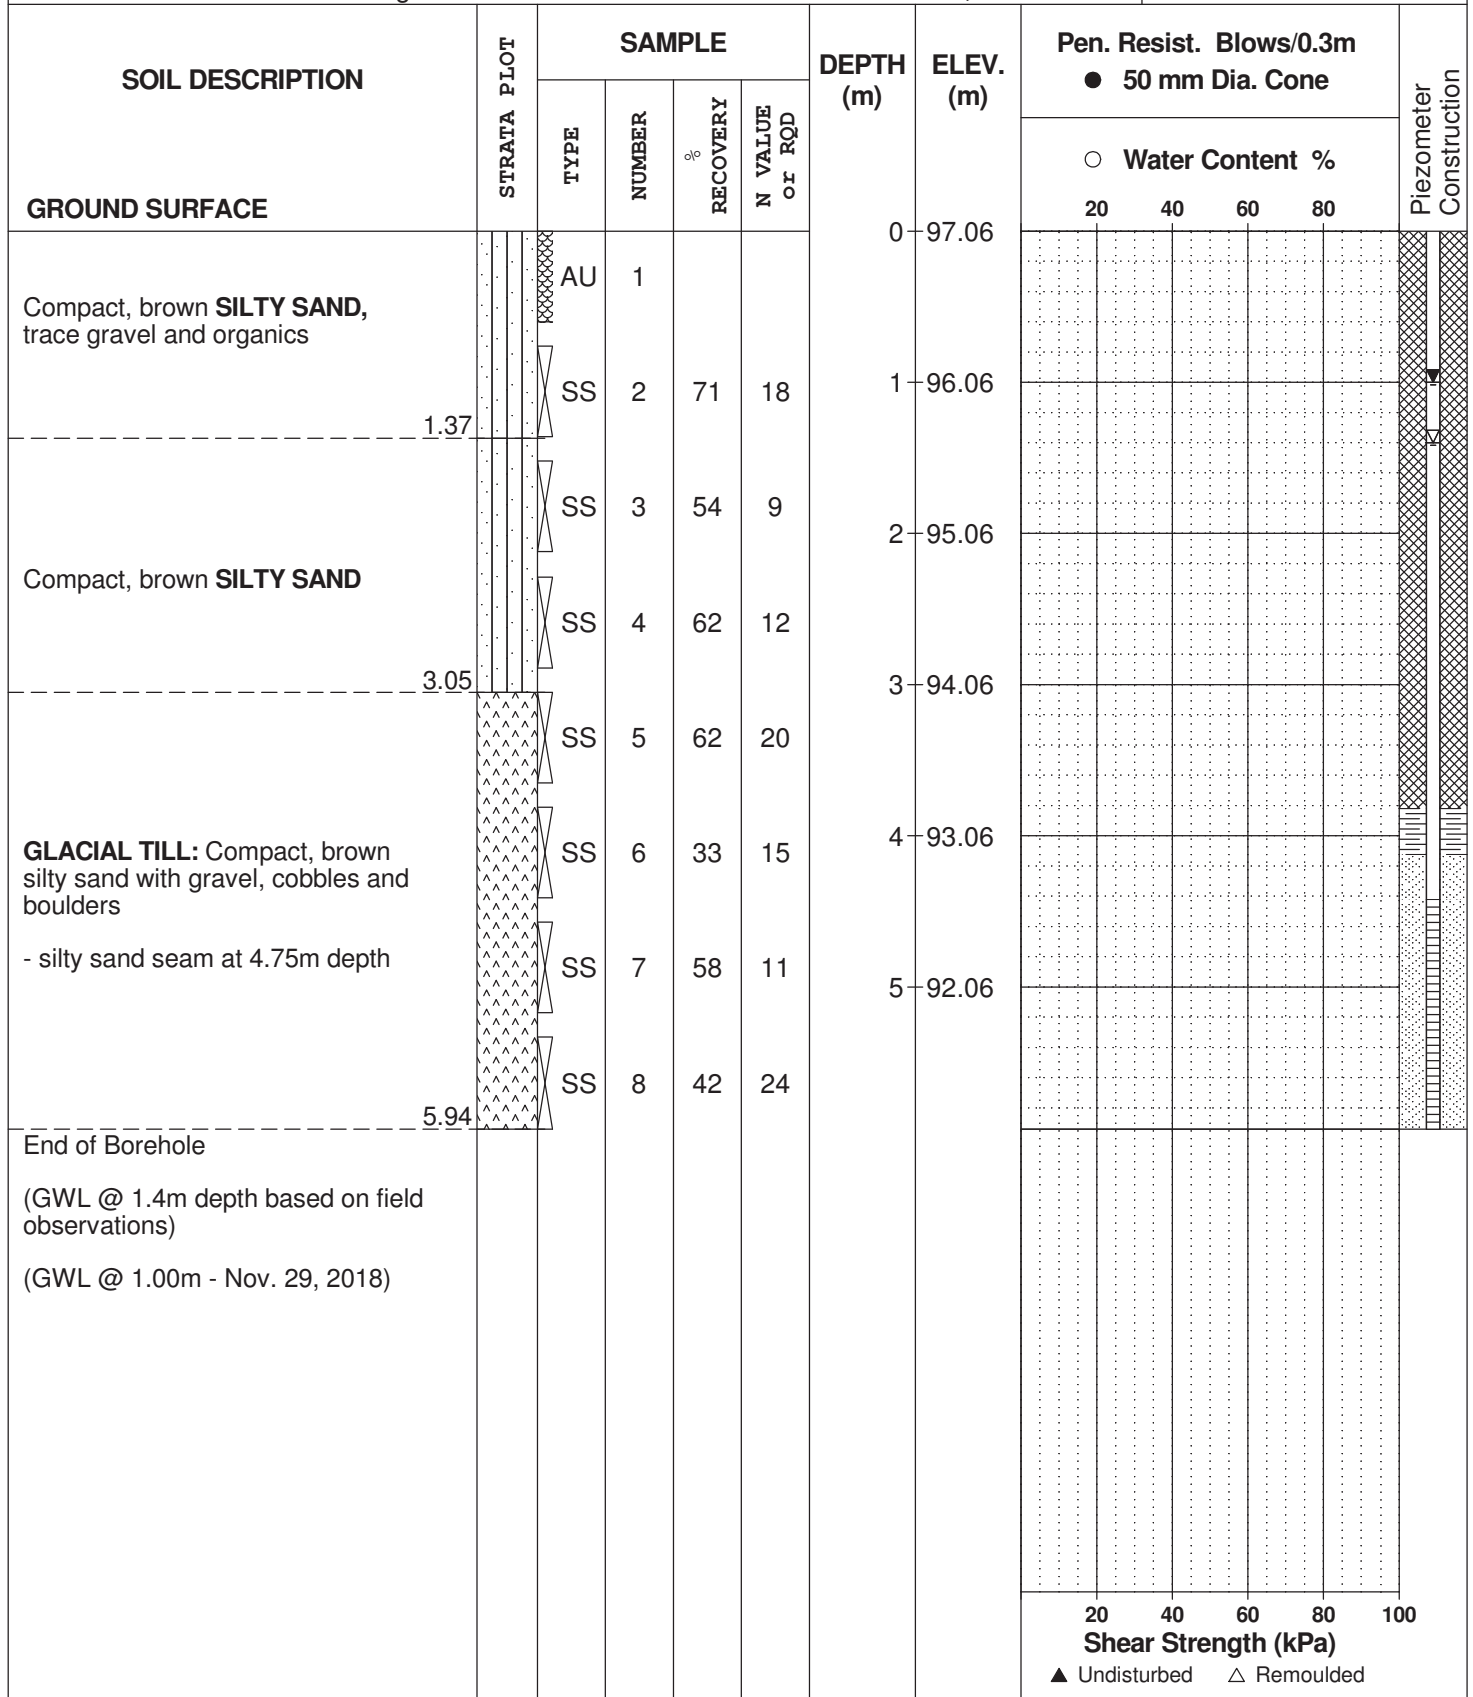 SOIL DESCRIPTION
GROUND SURFACE
STRATA PLOT
SAMPLE
TYPE
NUMBER
% RECOVERY
N VALUE or RQD
DEPTH (m)
ELEV. (m)
Pen. Resist. Blows/0.3m
● 50 mm Dia. Cone
○ Water Content %
20 40 60 80
Piezometer Construction
0 97.06
AU 1
Compact, brown SILTY SAND,
trace gravel and organics
SS 2 71 18
1 96.06
1.37
SS 3 54 9
2 95.06
Compact, brown SILTY SAND
SS 4 62 12
3.05
3 94.06
SS 5 62 20
4 93.06
GLACIAL TILL: Compact, brown
silty sand with gravel, cobbles and
boulders
SS 6 33 15
- silty sand seam at 4.75m depth
SS 7 58 11
5 92.06
SS 8 42 24
5.94
End of Borehole
(GWL @ 1.4m depth based on field
observations)
(GWL @ 1.00m - Nov. 29, 2018)
20 40 60 80 100
Shear Strength (kPa)
▲ Undisturbed △ Remoulded